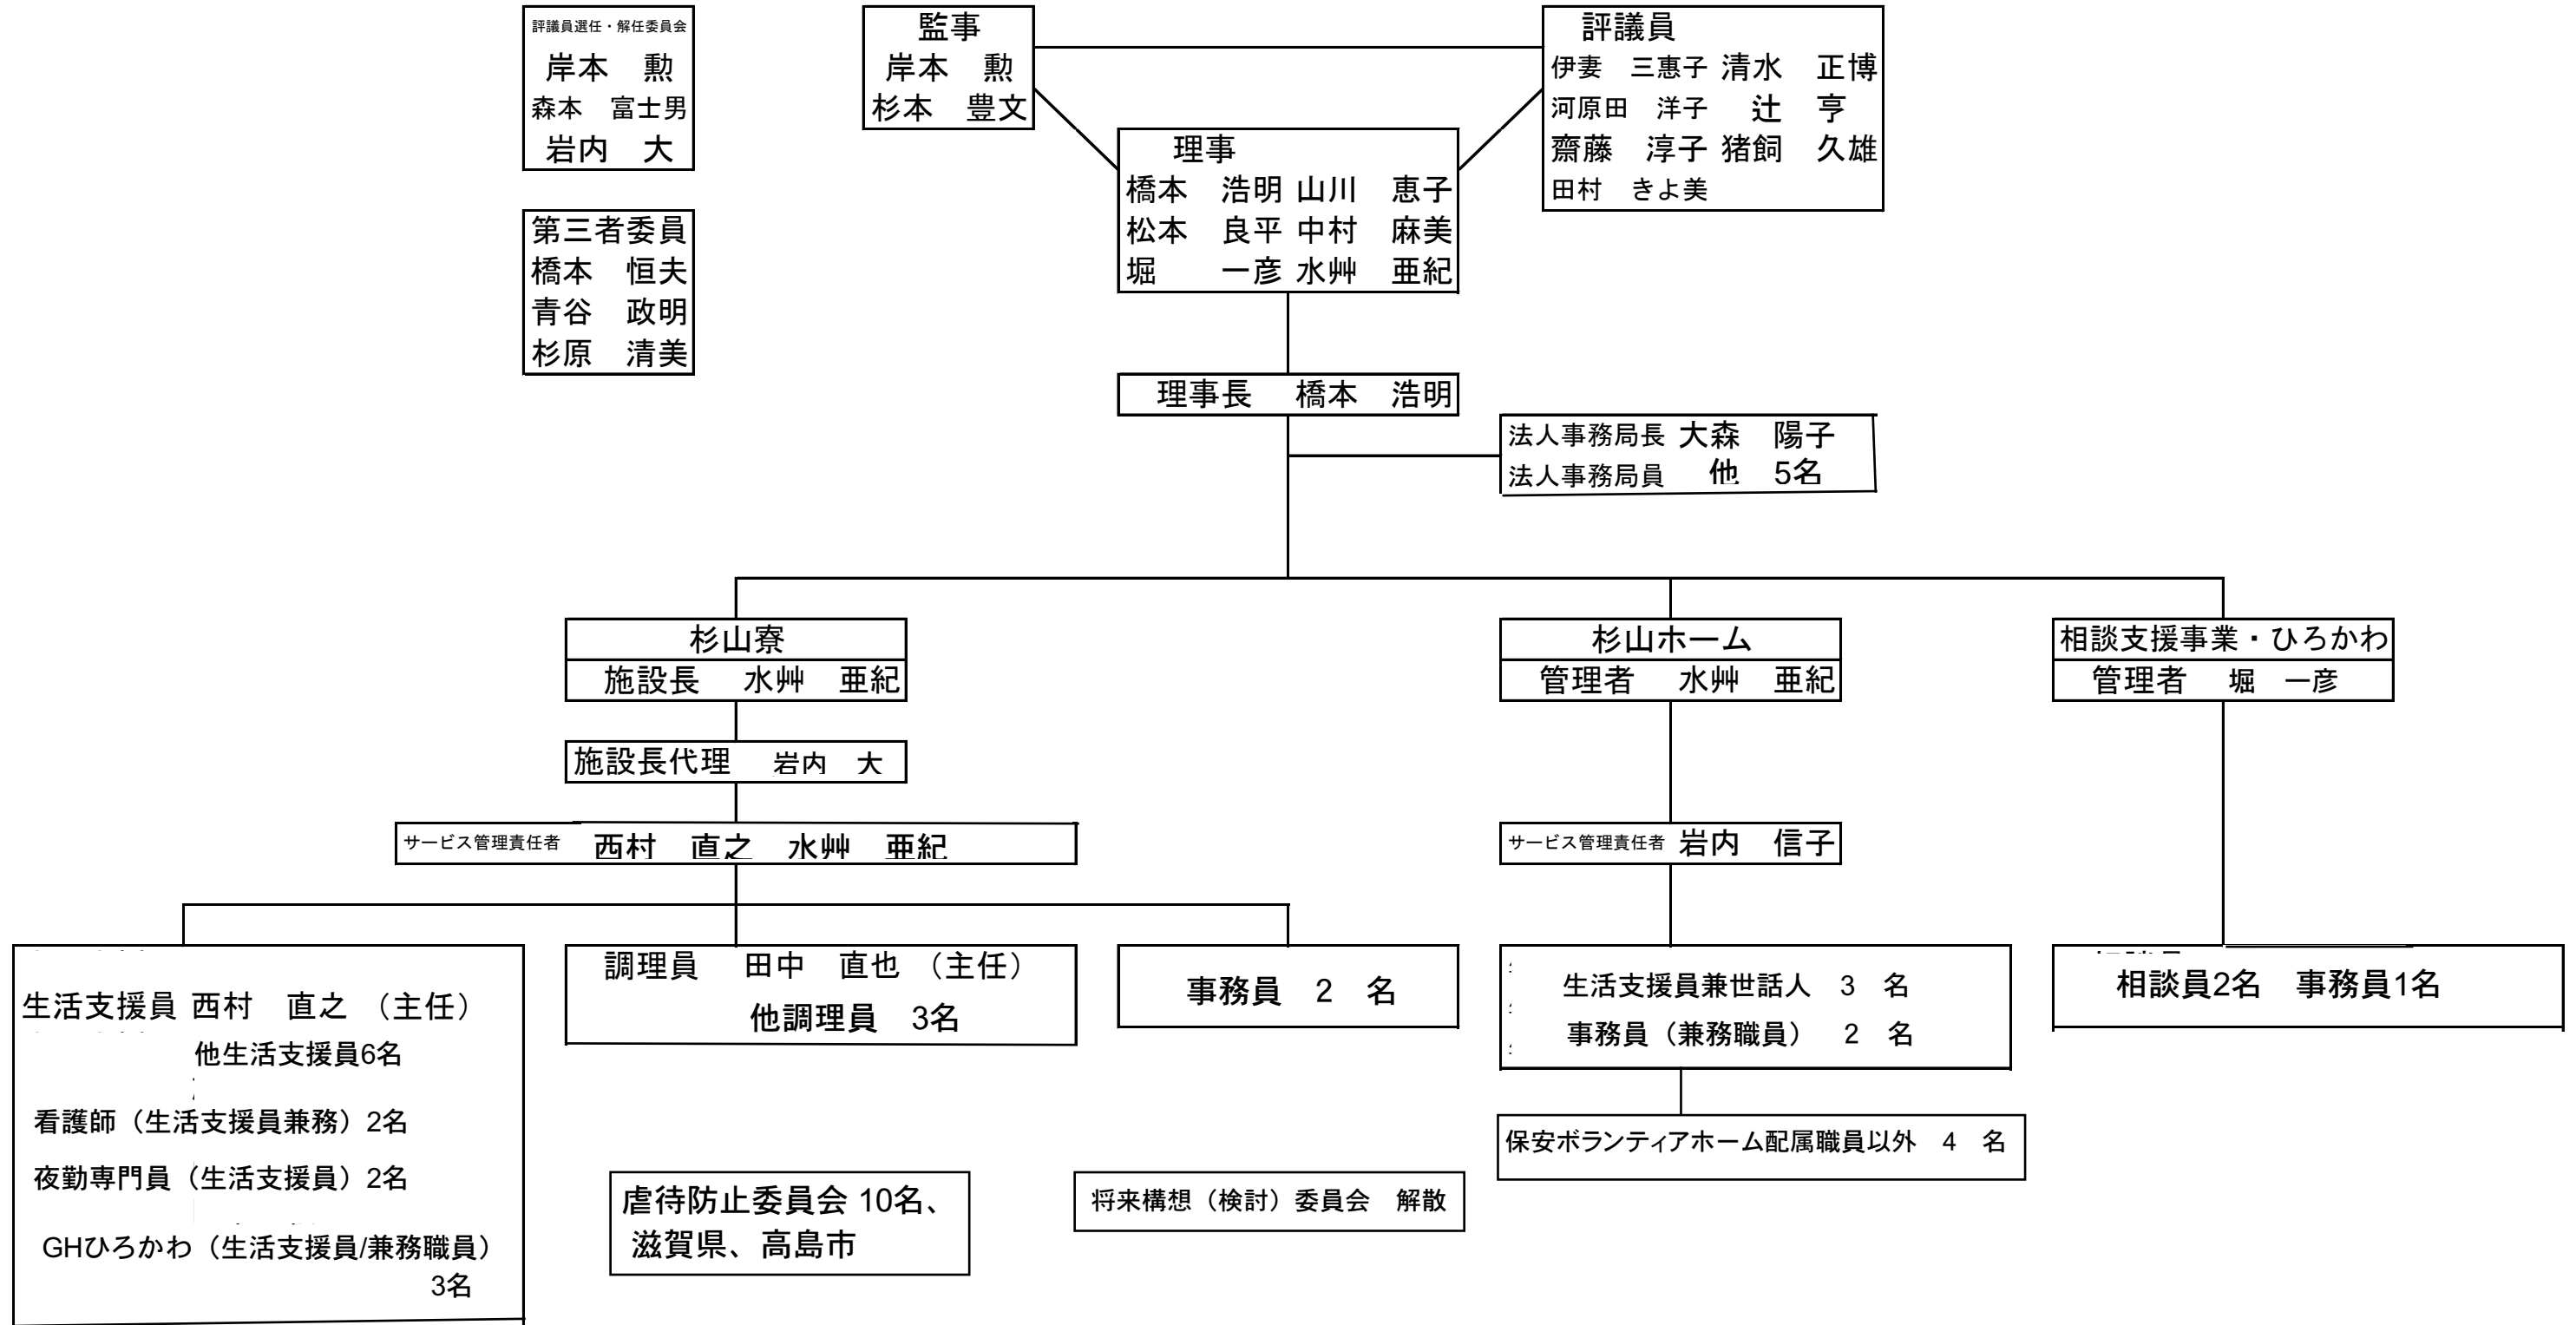 評議員選任・解任委員会
岸本　勲
森本　富士男
岩内　大
監事
岸本　勲
杉本　豊文
評議員
伊妻　三惠子 清水　正博
河原田　洋子　辻　亨
齋藤　淳子 猪飼　久雄
田村　きよ美
理事
橋本　浩明 山川　恵子
松本　良平 中村　麻美
堀　　一彦 水艸　亜紀
第三者委員
橋本　恒夫
青谷　政明
杉原　清美
理事長　橋本　浩明
法人事務局長 大森　陽子
法人事務局員　他　5名
杉山寮
施設長　水艸　亜紀
施設長代理　岩内　大
サービス管理責任者　西村　直之　水艸　亜紀
杉山ホーム
管理者　水艸　亜紀
サービス管理責任者 岩内　信子
相談支援事業・ひろかわ
管理者　堀　一彦
生活支援員 西村　直之　（主任）
他生活支援員6名
看護師（生活支援員兼務）2名
夜勤専門員（生活支援員）2名
GHひろかわ（生活支援員/兼務職員）
3名
調理員　田中　直也　（主任）
他調理員　3名
事務員　2　名
生活支援員兼世話人　3　名
事務員（兼務職員）　2　名
相談員2名　事務員1名
保安ボランティアホーム配属職員以外　4　名
虐待防止委員会 10名、
滋賀県、高島市
将来構想（検討）委員会　解散